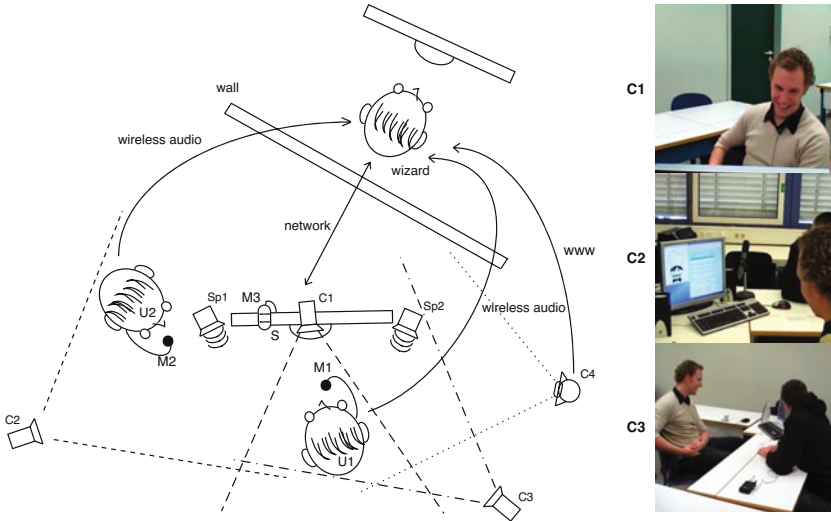 wall
wireless audio
wizard
network
www
wireless audio
Sp1
M3
C1
Sp2
U2
M2
S
M1
U1
C2
C3
C4
C1
C2
C3